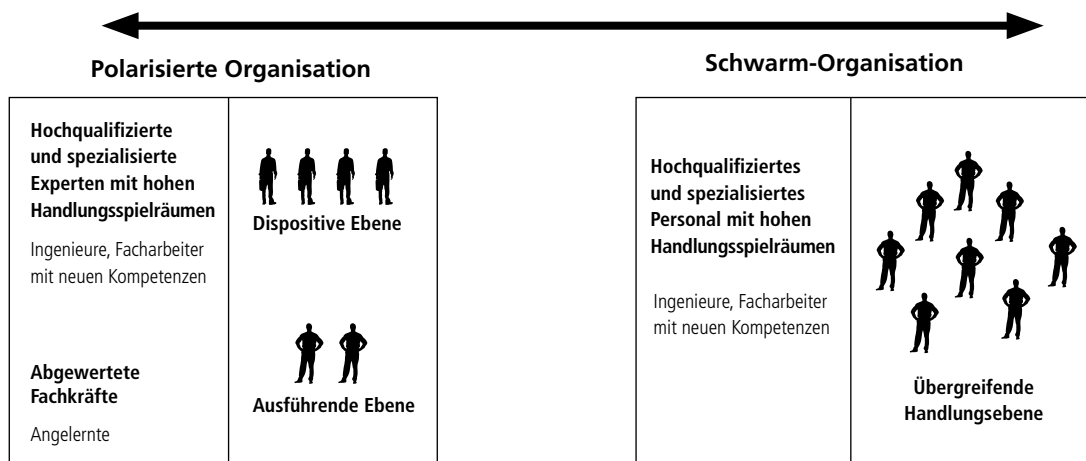 Polarisierte Organisation
Hochqualifizierte
und spezialisierte
Experten mit hohen
Handlungsspielräumen
Ingenieure, Facharbeiter
mit neuen Kompetenzen
Dispositive Ebene
Abgewertete
Fachkräfte
Angelernte
Ausführende Ebene
Schwarm-Organisation
Hochqualifiziertes
und spezialisiertes
Personal mit hohen
Handlungsspielräumen
Ingenieure, Facharbeiter
mit neuen Kompetenzen
Übergreifende
Handlungsebene